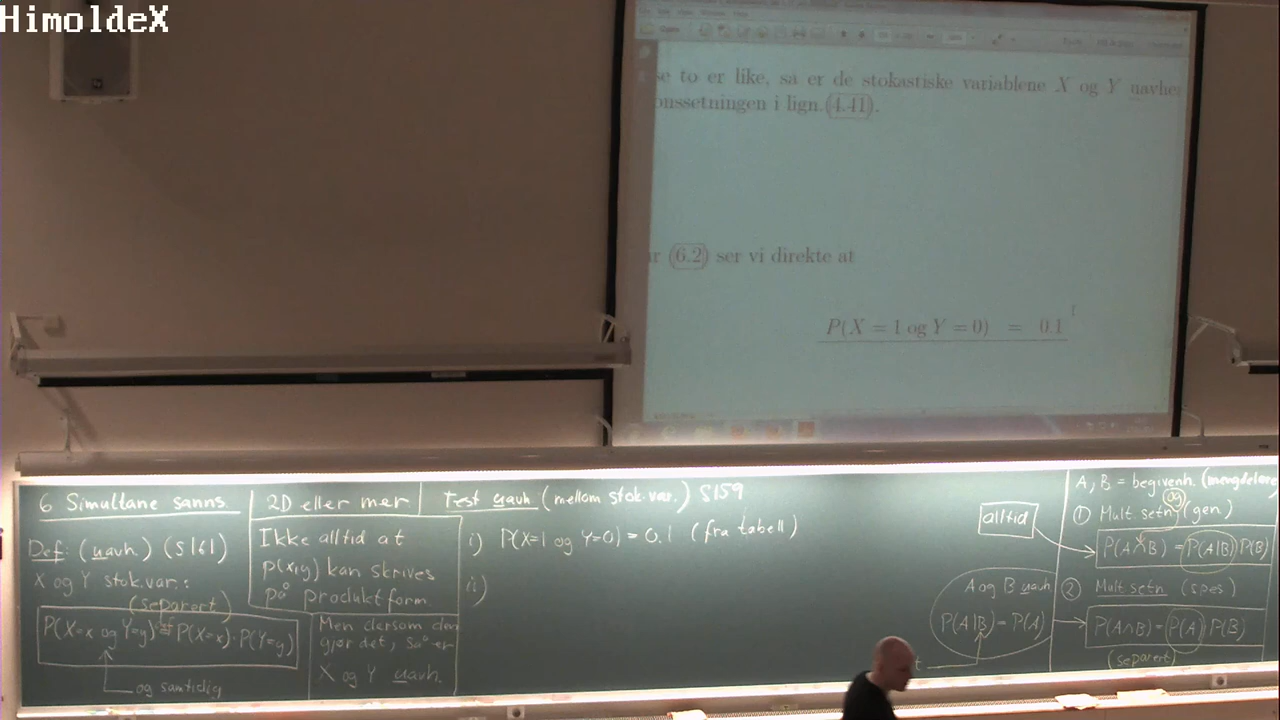 HimoldeX
se to er like, så er de stokastiske variablene X og Y uavhe
onssetningen i lign.(4.41).
r (6.2) ser vi direkte at
P(X = 1 og Y = 0) = 0.1
6 Simultane sanns
Def: (uavh.) (S161)
X og Y stok.var.:
(separert)
P(X=x og Y=y) = P(X=x)·P(Y=y)
og samtidig
2D eller mer
Ikke alltid at
p(x,y) kan skrives
på produktform
Men dersom den
gjør det, så er
X og Y uavh.
Test uavh (mellom stok.var.) S159
i) P(X=1 og Y=0) = 0.1 (fra tabell)
ii)
alltid
A og B uavh
P(A|B) = P(A)
A, B = begivenh. (mengdelære
og
① Mult.setn (gen)
P(A∩B) = P(A|B) P(B)
② Mult setn (spes)
P(A∩B) = P(A) P(B)
(separert)